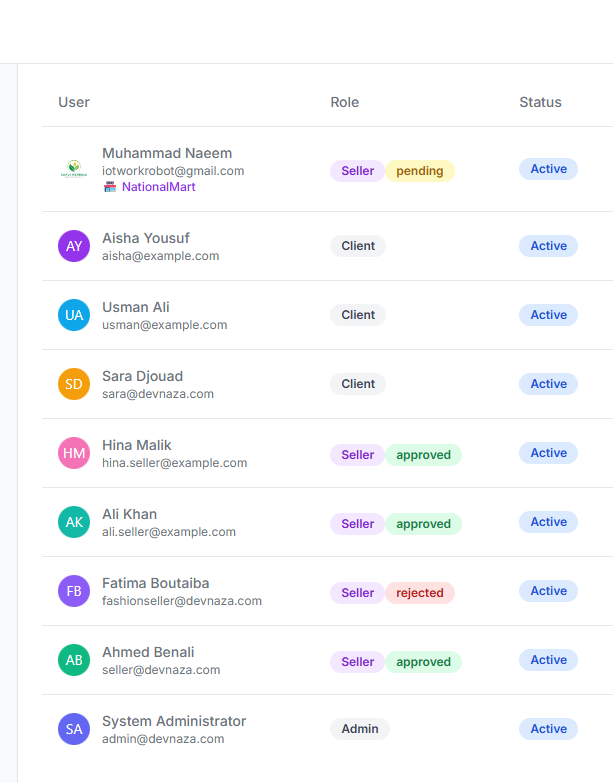 User Role Status
Muhammad Naeem
iotworkrobot@gmail.com
NationalMart
Seller pending Active
AY Aisha Yousuf
aisha@example.com
Client Active
UA Usman Ali
usman@example.com
Client Active
SD Sara Djouad
sara@devnaza.com
Client Active
HM Hina Malik
hina.seller@example.com
Seller approved Active
AK Ali Khan
ali.seller@example.com
Seller approved Active
FB Fatima Boutaiba
fashionseller@devnaza.com
Seller rejected Active
AB Ahmed Benali
seller@devnaza.com
Seller approved Active
SA System Administrator
admin@devnaza.com
Admin Active